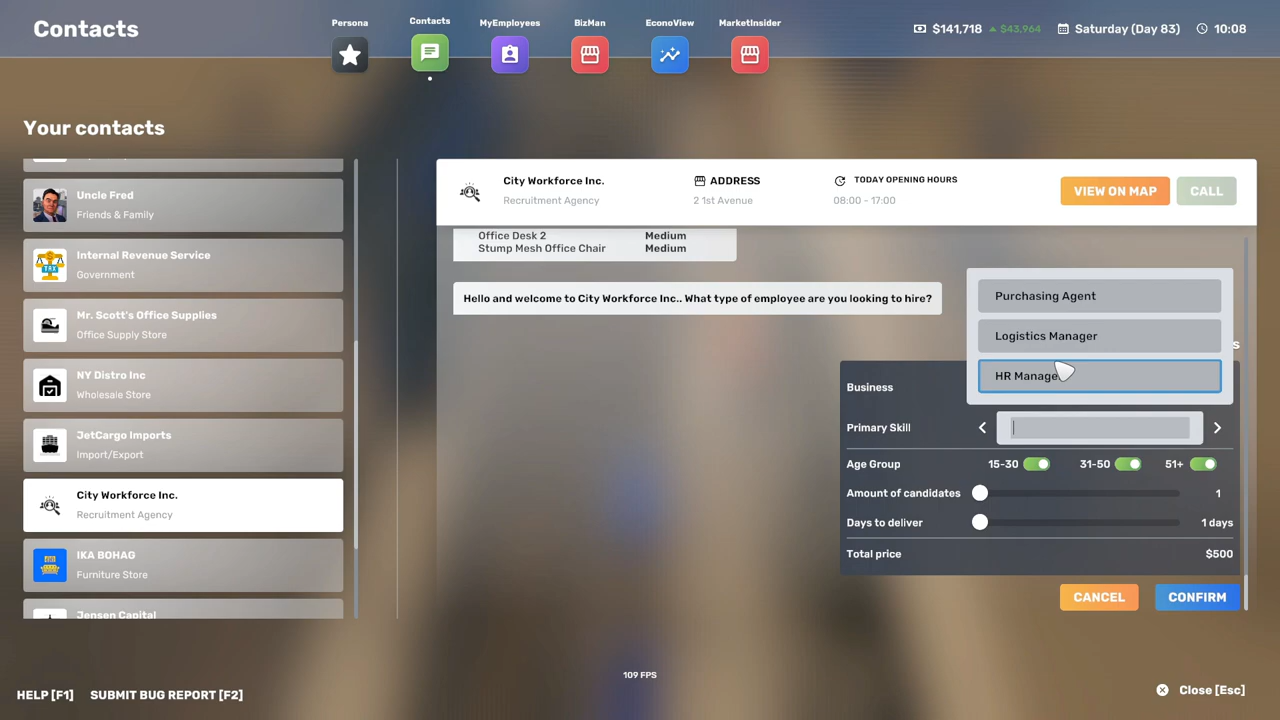 Contacts
Persona
Contacts
MyEmployees
BizMan
EconoView
MarketInsider
$141,718
$43,964
Saturday (Day 83)
10:08
Your contacts
Uncle Fred
Friends & Family
Internal Revenue Service
Government
Mr. Scott's Office Supplies
Office Supply Store
NY Distro Inc
Wholesale Store
JetCargo Imports
Import/Export
City Workforce Inc.
Recruitment Agency
IKA BOHAG
Furniture Store
Jensen Capital
City Workforce Inc.
Recruitment Agency
ADDRESS
2 1st Avenue
TODAY OPENING HOURS
08:00 - 17:00
VIEW ON MAP
CALL
Office Desk 2 Medium
Stump Mesh Office Chair Medium
Hello and welcome to City Workforce Inc.. What type of employee are you looking to hire?
Purchasing Agent
Logistics Manager
HR Manage
Business
Primary Skill
Age Group 15-30 31-50 51+
Amount of candidates 1
Days to deliver 1 days
Total price $500
CANCEL
CONFIRM
109 FPS
HELP [F1]
SUBMIT BUG REPORT [F2]
Close [Esc]